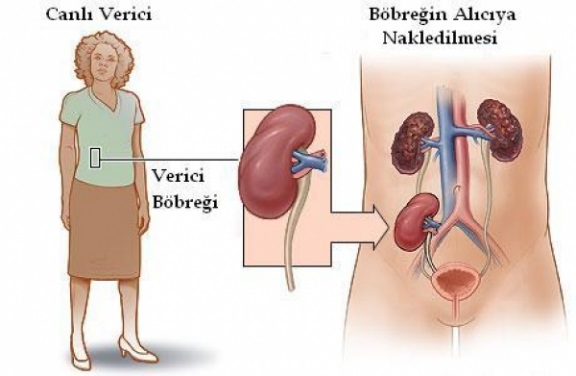 Canlı Verici
Böbreğin Alıcıya
Nakledilmesi
Verici
Böbreği